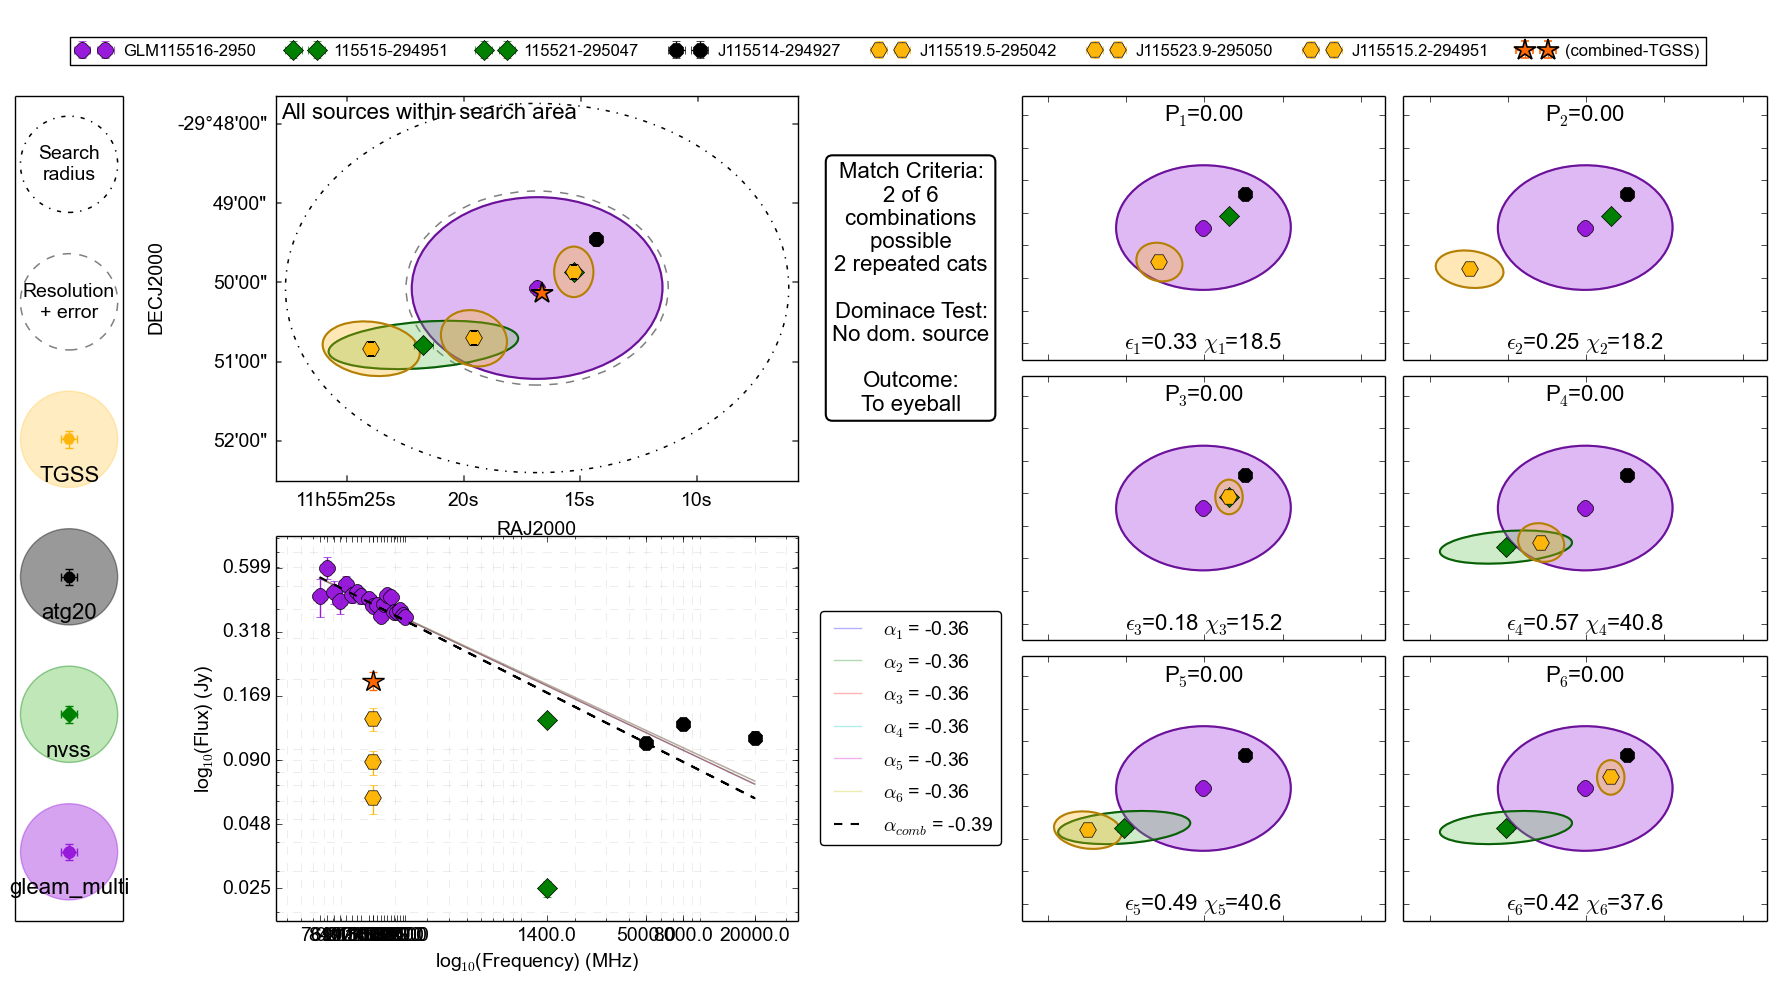 GLM115516-2950 115515-294951 115521-295047 J115514-294927 J115519.5-295042 J115523.9-295050 J115515.2-294951 (combined-TGSS)
Search
radius
Resolution
+ error
TGSS
atg20
nvss
gleam_multi
All sources within search area
DECJ2000
-29°48'00"
49'00"
50'00"
51'00"
52'00"
11h55m25s 20s 15s 10s
RAJ2000
log10(Flux) (Jy)
0.599
0.318
0.169
0.090
0.048
0.025
1400.0 5000.0 8000.0 20000.0
log10(Frequency) (MHz)
Match Criteria:
2 of 6
combinations
possible
2 repeated cats
Dominace Test:
No dom. source
Outcome:
To eyeball
α1 = -0.36
α2 = -0.36
α3 = -0.36
α4 = -0.36
α5 = -0.36
α6 = -0.36
αcomb = -0.39
P1=0.00
ϵ1=0.33 χ1=18.5
P2=0.00
ϵ2=0.25 χ2=18.2
P3=0.00
ϵ3=0.18 χ3=15.2
P4=0.00
ϵ4=0.57 χ4=40.8
P5=0.00
ϵ5=0.49 χ5=40.6
P6=0.00
ϵ6=0.42 χ6=37.6